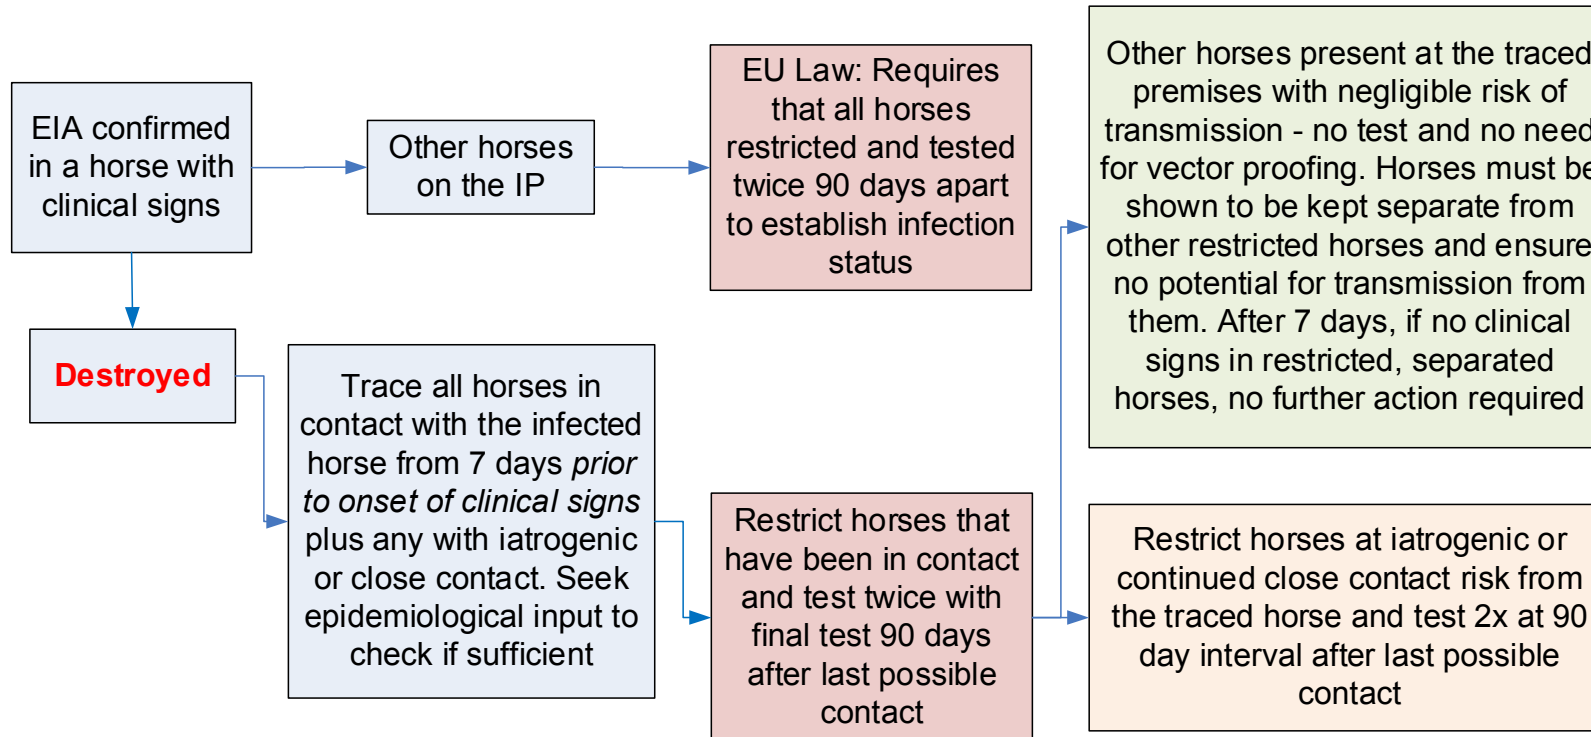 EIA confirmed
in a horse with
clinical signs
Other horses
on the IP
EU Law: Requires
that all horses
restricted and tested
twice 90 days apart
to establish infection
status
Other horses present at the traced
premises with negligible risk of
transmission - no test and no need
for vector proofing. Horses must be
shown to be kept separate from
other restricted horses and ensure
no potential for transmission from
them. After 7 days, if no clinical
signs in restricted, separated
horses, no further action required
Destroyed
Trace all horses in
contact with the infected
horse from 7 days prior
to onset of clinical signs
plus any with iatrogenic
or close contact. Seek
epidemiological input to
check if sufficient
Restrict horses that
have been in contact
and test twice with
final test 90 days
after last possible
contact
Restrict horses at iatrogenic or
continued close contact risk from
the traced horse and test 2x at 90
day interval after last possible
contact